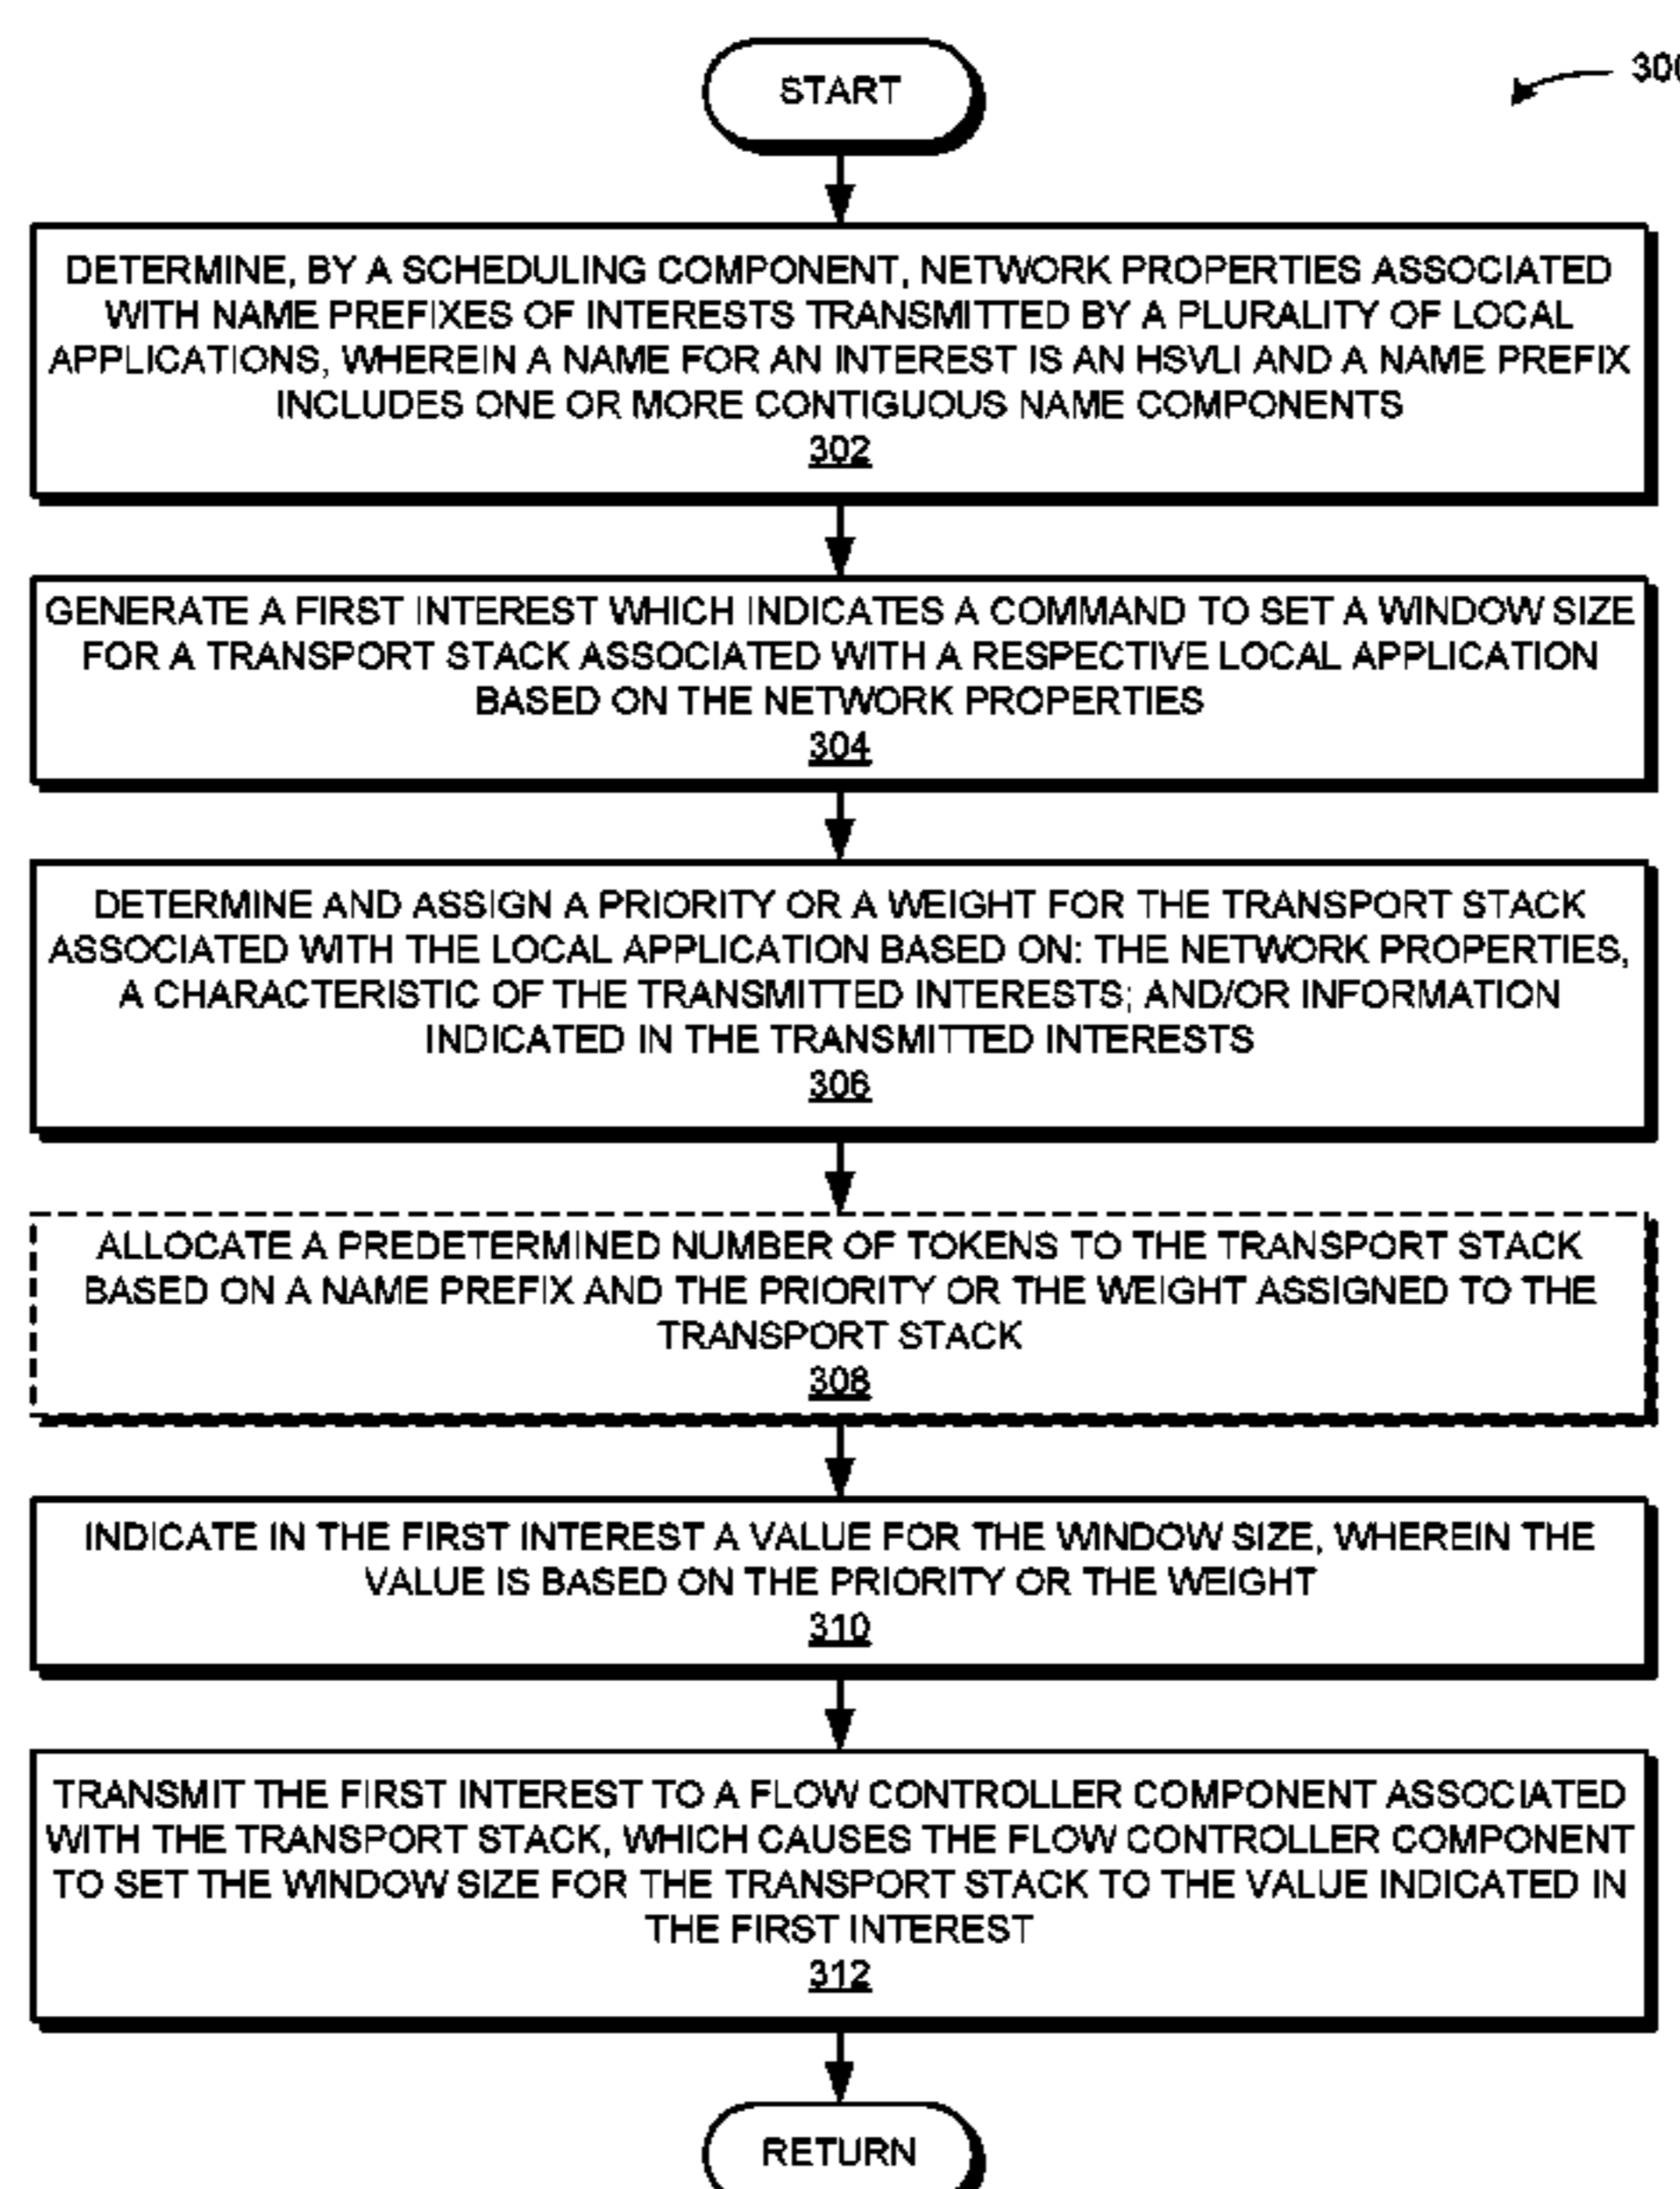 START
300
DETERMINE, BY A SCHEDULING COMPONENT, NETWORK PROPERTIES ASSOCIATED
WITH NAME PREFIXES OF INTERESTS TRANSMITTED BY A PLURALITY OF LOCAL
APPLICATIONS, WHEREIN A NAME FOR AN INTEREST IS AN HSVLI AND A NAME PREFIX
INCLUDES ONE OR MORE CONTIGUOUS NAME COMPONENTS
302
GENERATE A FIRST INTEREST WHICH INDICATES A COMMAND TO SET A WINDOW SIZE
FOR A TRANSPORT STACK ASSOCIATED WITH A RESPECTIVE LOCAL APPLICATION
BASED ON THE NETWORK PROPERTIES
304
DETERMINE AND ASSIGN A PRIORITY OR A WEIGHT FOR THE TRANSPORT STACK
ASSOCIATED WITH THE LOCAL APPLICATION BASED ON: THE NETWORK PROPERTIES,
A CHARACTERISTIC OF THE TRANSMITTED INTERESTS; AND/OR INFORMATION
INDICATED IN THE TRANSMITTED INTERESTS
306
ALLOCATE A PREDETERMINED NUMBER OF TOKENS TO THE TRANSPORT STACK
BASED ON A NAME PREFIX AND THE PRIORITY OR THE WEIGHT ASSIGNED TO THE
TRANSPORT STACK
308
INDICATE IN THE FIRST INTEREST A VALUE FOR THE WINDOW SIZE, WHEREIN THE
VALUE IS BASED ON THE PRIORITY OR THE WEIGHT
310
TRANSMIT THE FIRST INTEREST TO A FLOW CONTROLLER COMPONENT ASSOCIATED
WITH THE TRANSPORT STACK, WHICH CAUSES THE FLOW CONTROLLER COMPONENT
TO SET THE WINDOW SIZE FOR THE TRANSPORT STACK TO THE VALUE INDICATED IN
THE FIRST INTEREST
312
RETURN